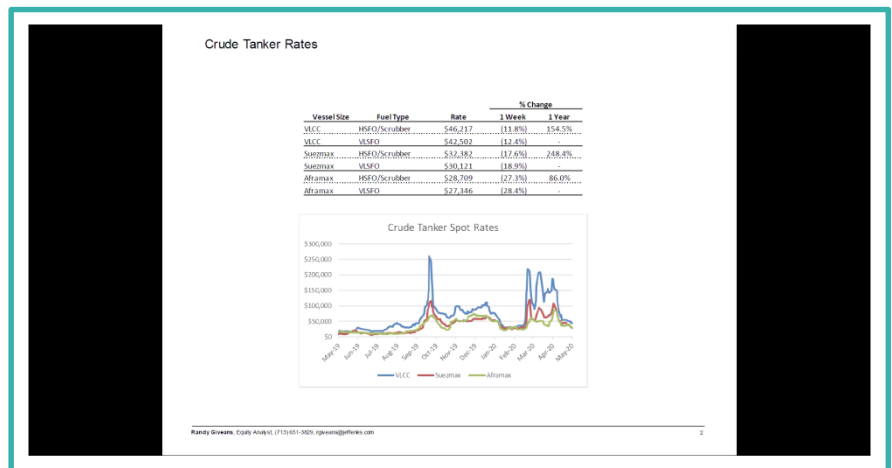 Crude Tanker Rates
% Change
Vessel Size Fuel Type Rate 1 Week 1 Year
VLCC HSFO/Scrubber $46,217 (11.8%) 154.5%
VLCC VLSFO $42,502 (12.4%) -
Suezmax HSFO/Scrubber $32,382 (17.6%) 248.4%
Suezmax VLSFO $30,121 (18.9%) -
Aframax HSFO/Scrubber $28,709 (27.3%) 86.0%
Aframax VLSFO $27,346 (28.4%) -
Crude Tanker Spot Rates
$300,000
$250,000
$200,000
$150,000
$100,000
$50,000
$0
May-19 Jun-19 Jul-19 Aug-19 Sep-19 Oct-19 Nov-19 Dec-19 Jan-20 Feb-20 Mar-20 Apr-20 May-20
VLCC Suezmax Aframax
Randy Giveans, Equity Analyst, (713) 651-3829, rgiveans@jefferies.com 2